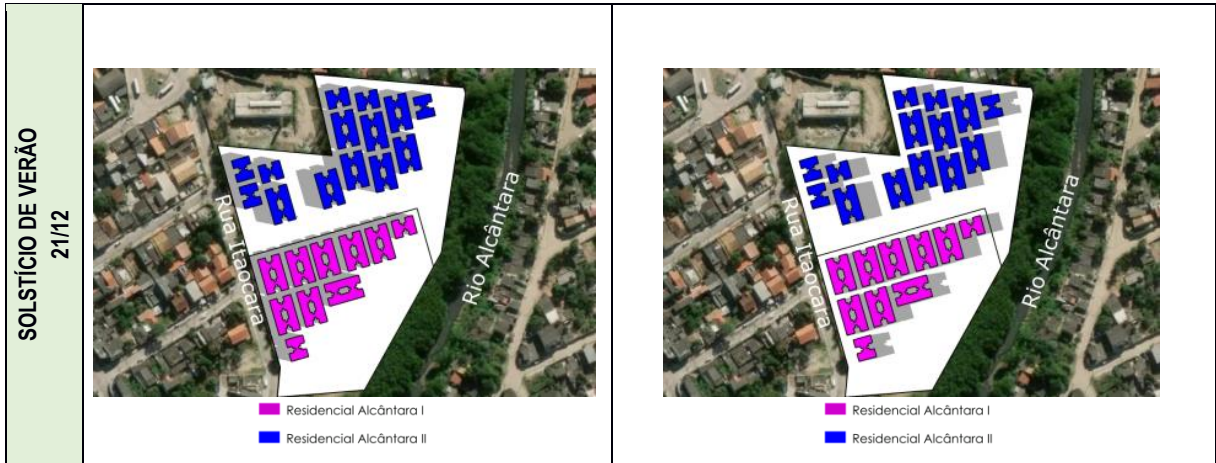 SOLSTÍCIO DE VERÃO
21/12
Rua Itaocara
Rio Alcântara
Residencial Alcântara I
Residencial Alcântara II
Rua Itaocara
Rio Alcântara
Residencial Alcântara I
Residencial Alcântara II